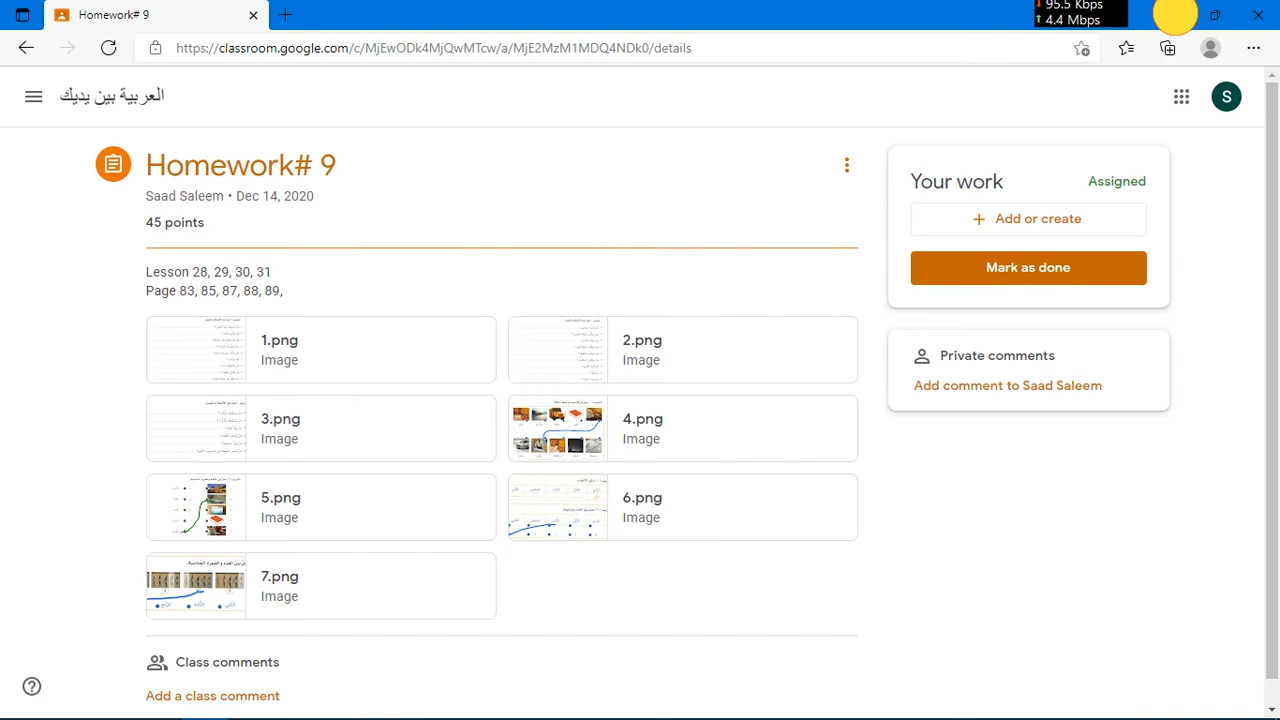 Homework# 9
95.5 Kbps
4.4 Mbps
https://classroom.google.com/c/MjEwODk4MjQwMTcw/a/MjE2MzM1MDQ4NDk0/details
العربية بين يديك
S
Homework# 9
Saad Saleem • Dec 14, 2020
45 points
Lesson 28, 29, 30, 31
Page 83, 85, 87, 88, 89,
1.png
Image
2.png
Image
3.png
Image
4.png
Image
5.png
Image
6.png
Image
7.png
Image
Class comments
Add a class comment
Your work
Assigned
+ Add or create
Mark as done
Private comments
Add comment to Saad Saleem